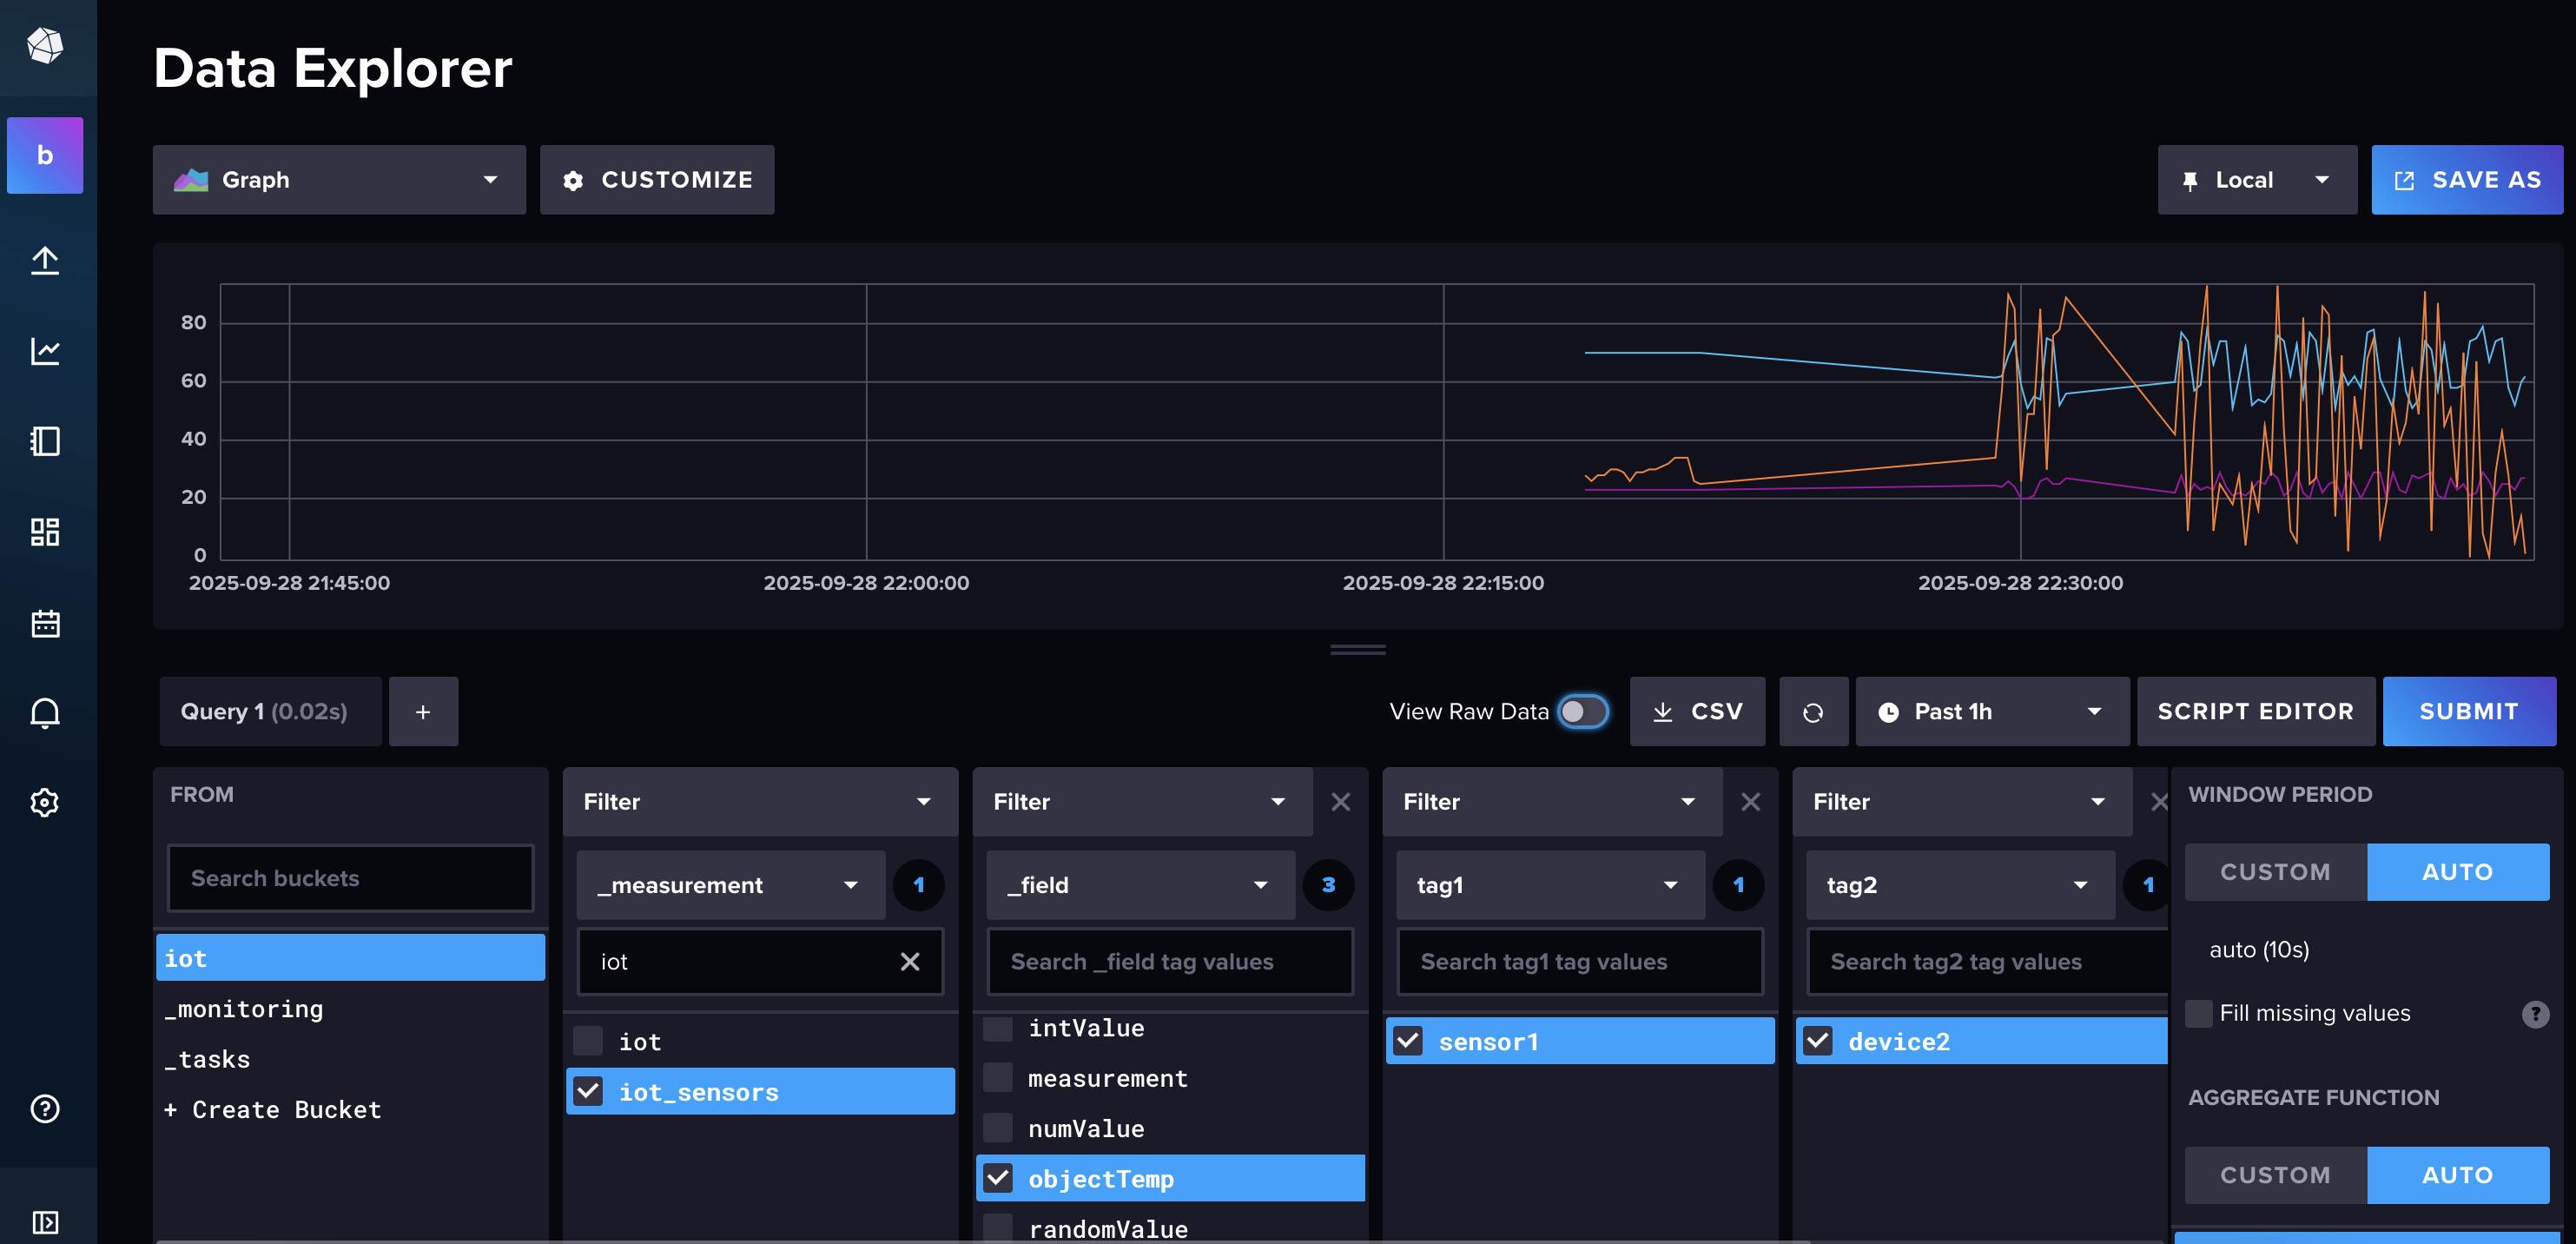 Data Explorer
b
Graph
CUSTOMIZE
Local
SAVE AS
80
60
40
20
0
2025-09-28 21:45:00
2025-09-28 22:00:00
2025-09-28 22:15:00
2025-09-28 22:30:00
Query 1 (0.02s)
+
View Raw Data
CSV
Past 1h
SCRIPT EDITOR
SUBMIT
FROM
Search buckets
iot
_monitoring
_tasks
+ Create Bucket
Filter
_measurement
1
iot
iot
iot_sensors
Filter
_field
3
Search _field tag values
intValue
measurement
numValue
objectTemp
randomValue
Filter
tag1
1
Search tag1 tag values
sensor1
Filter
tag2
1
Search tag2 tag values
device2
WINDOW PERIOD
CUSTOM
AUTO
auto (10s)
Fill missing values
?
AGGREGATE FUNCTION
CUSTOM
AUTO